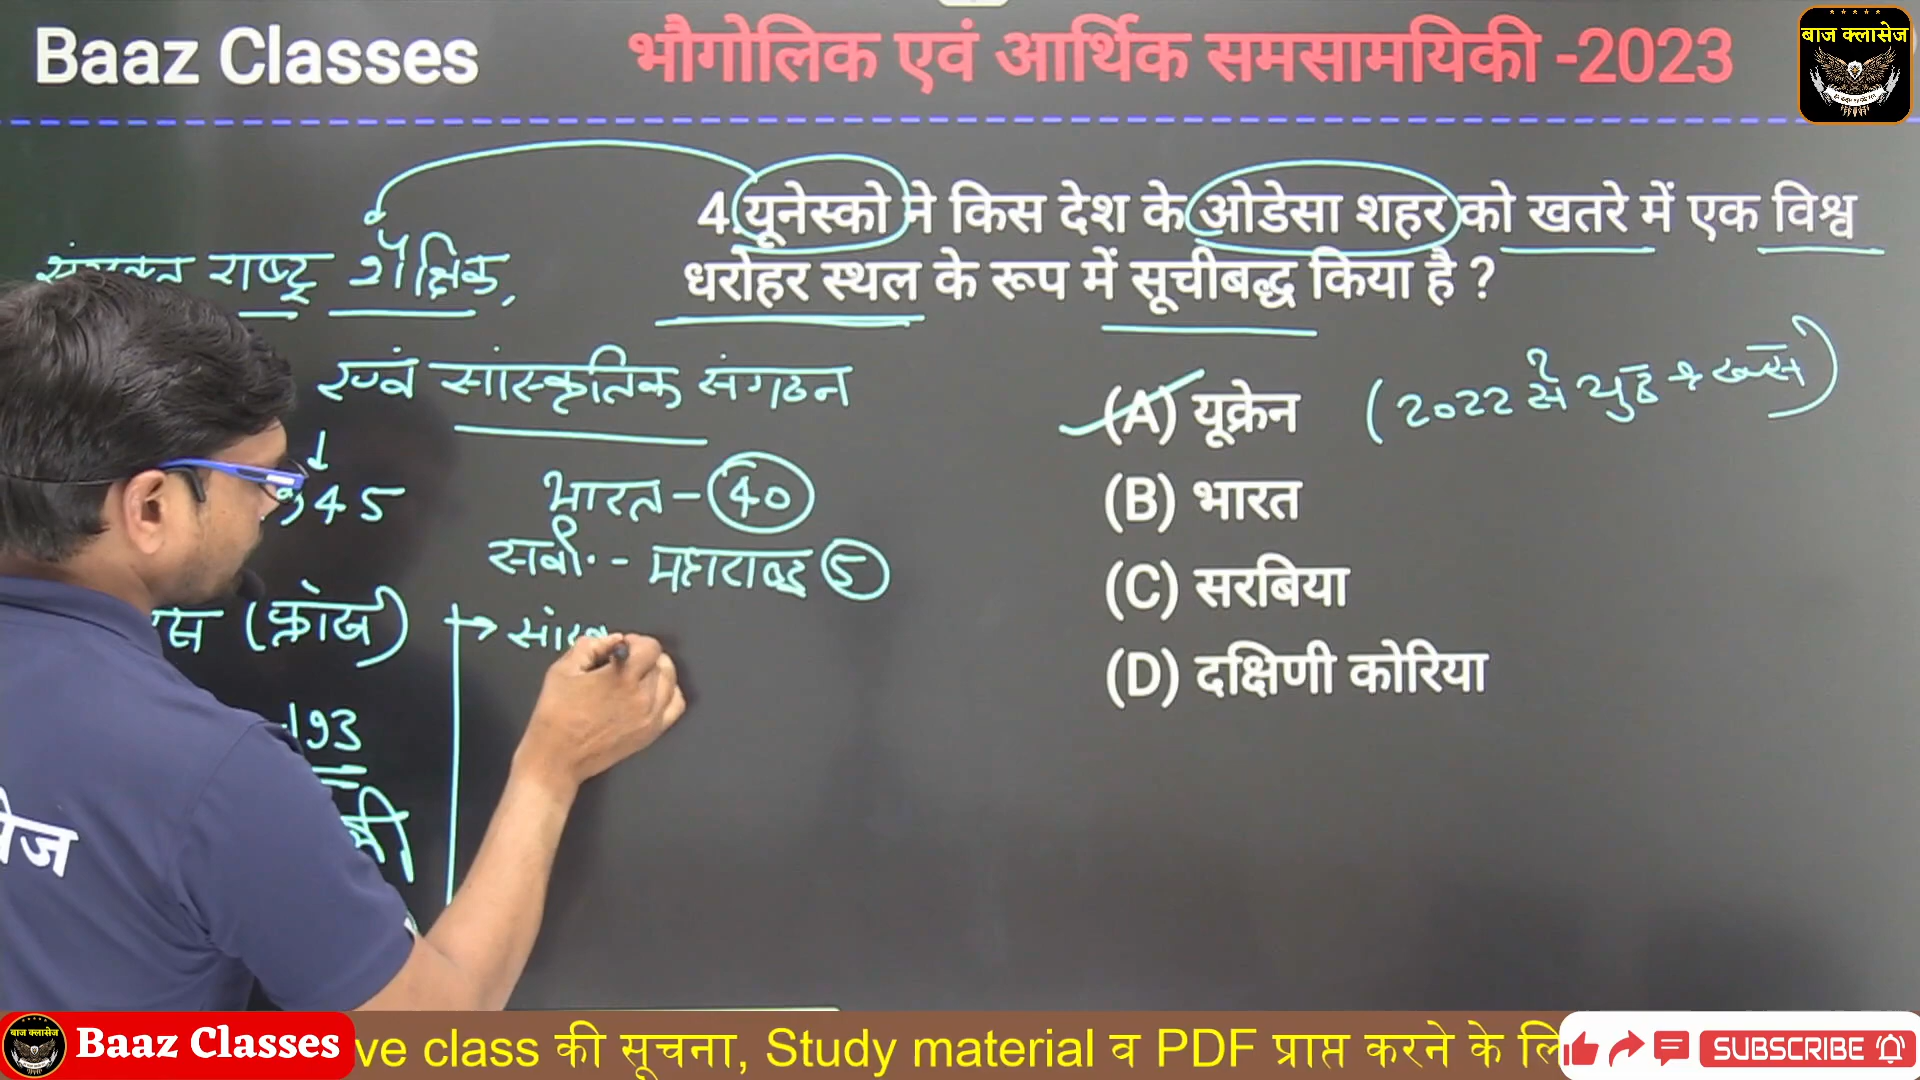 Baaz Classes
भौगोलिक एवं आर्थिक समसामयिकी -2023
बाज क्लासेज
4.यूनेस्को ने किस देश के ओडेसा शहर को खतरे में एक विश्व
धरोहर स्थल के रूप में सूचीबद्ध किया है ?
(A) यूक्रेन (2022 से युद्ध
(B) भारत
(C) सरबिया
(D) दक्षिणी कोरिया
राष्ट्र शैक्षिक,
एवं सांस्कृतिक संगठन
45
भारत - 40
सर्वा. - महाराष्ट्र 5
(फ्रांस)
→ सांस्कृ
193
सेज
बाज क्लासेज
Baaz Classes
ve class की सूचना, Study material व PDF प्राप्त करने के लि
SUBSCRIBE